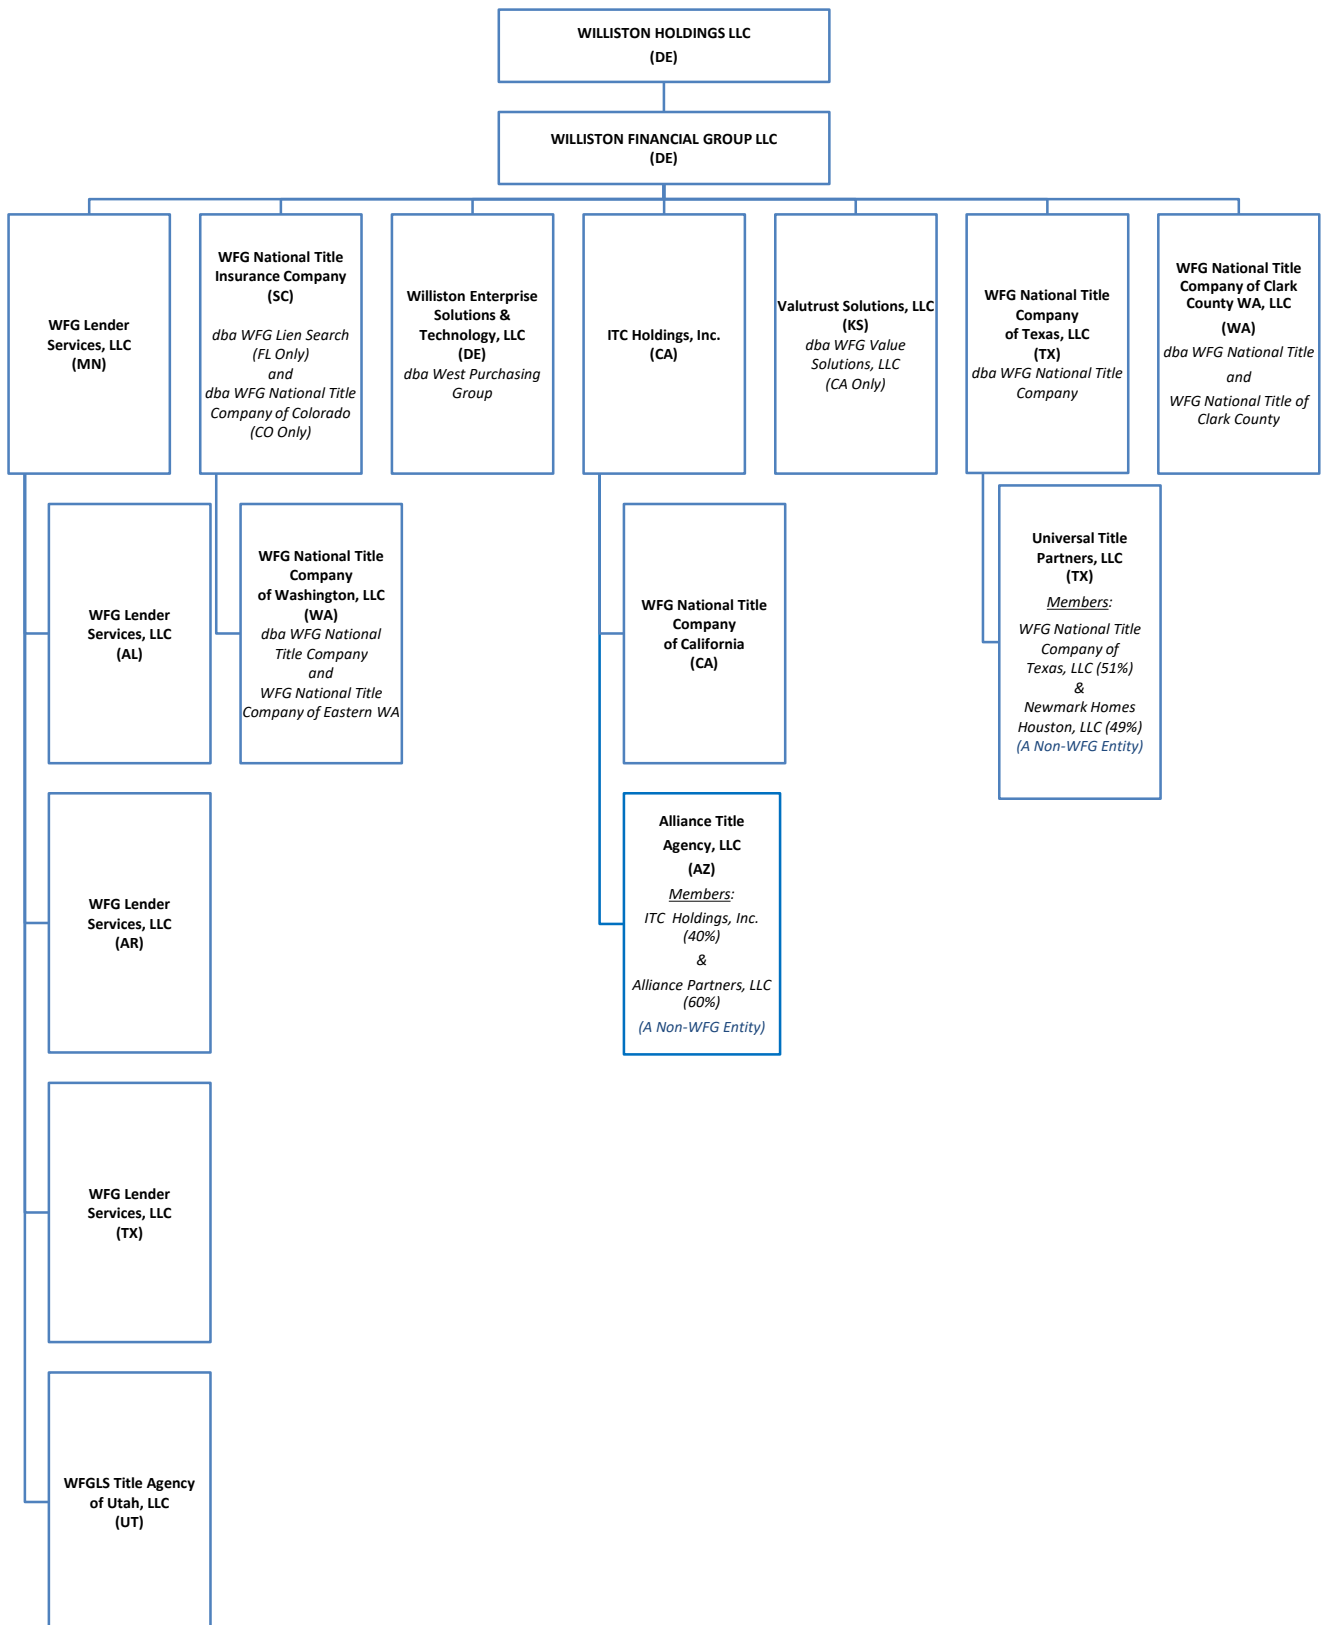 WILLISTON HOLDINGS LLC
(DE)
WILLISTON FINANCIAL GROUP LLC
(DE)
WFG Lender
Services, LLC
(MN)
WFG National Title
Insurance Company
(SC)
dba WFG Lien Search
(FL Only)
and
dba WFG National Title
Company of Colorado
(CO Only)
Williston Enterprise
Solutions &
Technology, LLC
(DE)
dba West Purchasing
Group
ITC Holdings, Inc.
(CA)
Valutrust Solutions, LLC
(KS)
dba WFG Value
Solutions, LLC
(CA Only)
WFG National Title
Company
of Texas, LLC
(TX)
dba WFG National Title
Company
WFG National Title
Company of Clark
County WA, LLC
(WA)
dba WFG National Title
and
WFG National Title of
Clark County
WFG Lender
Services, LLC
(AL)
WFG National Title
Company
of Washington, LLC
(WA)
dba WFG National
Title Company
and
WFG National Title
Company of Eastern WA
WFG National Title
Company
of California
(CA)
Universal Title
Partners, LLC
(TX)
Members:
WFG National Title
Company of
Texas, LLC (51%)
&
Newmark Homes
Houston, LLC (49%)
(A Non-WFG Entity)
WFG Lender
Services, LLC
(AR)
Alliance Title
Agency, LLC
(AZ)
Members:
ITC Holdings, Inc.
(40%)
&
Alliance Partners, LLC
(60%)
(A Non-WFG Entity)
WFG Lender
Services, LLC
(TX)
WFGLS Title Agency
of Utah, LLC
(UT)